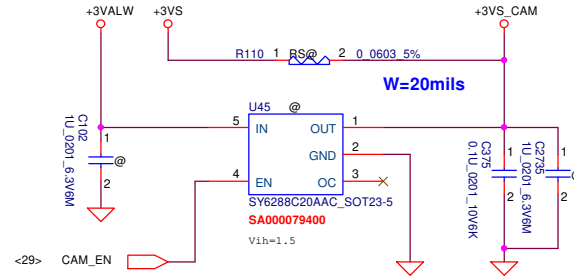 +3VALW
+3VS
+3VS_CAM
R110 1 RS@ 2 0_0603_5%
W=20mils
U45 @
5 IN OUT 1
GND 2
4 EN OC 3
SY6288C20AAC_SOT23-5
SA000079400
Vih=1.5
C102
1U_0201_6.3V6M
1
@
2
C375
0.1U_0201_10V6K
1
2
C2735
1U_0201_6.3V6M
1
@
2
<29> CAM_EN